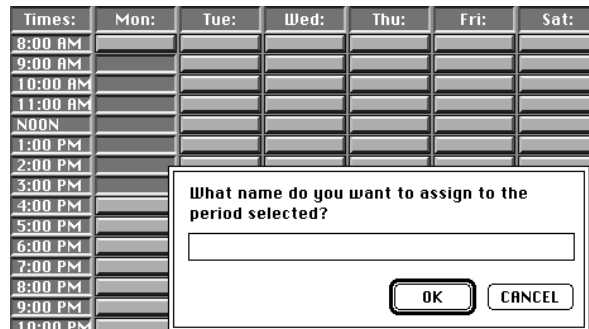 Times: Mon: Tue: Wed: Thu: Fri: Sat:
8:00 AM
9:00 AM
10:00 AM
11:00 AM
NOON
1:00 PM
2:00 PM
3:00 PM
4:00 PM
5:00 PM
6:00 PM
7:00 PM
8:00 PM
9:00 PM
10:00 PM
What name do you want to assign to the
period selected?
OK CANCEL